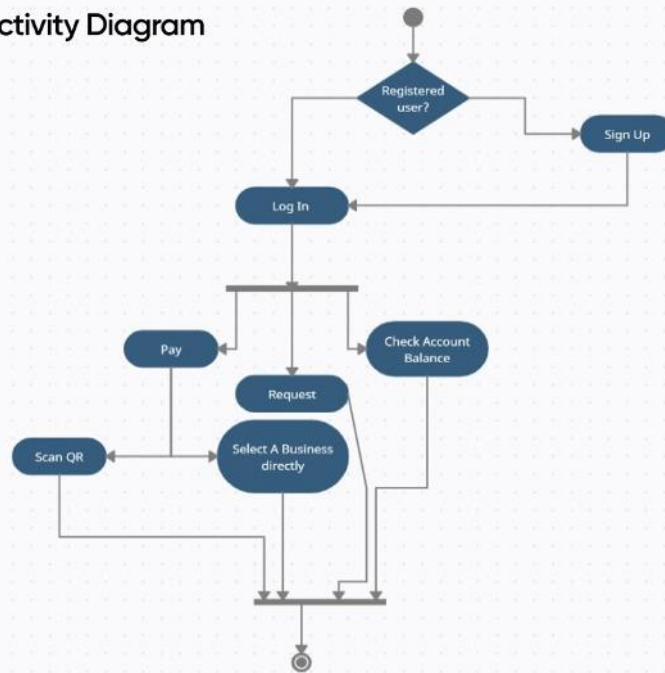 ctivity Diagram
Registered
user?
Sign Up
Log In
Pay
Check Account
Balance
Request
Scan QR
Select A Business
directly